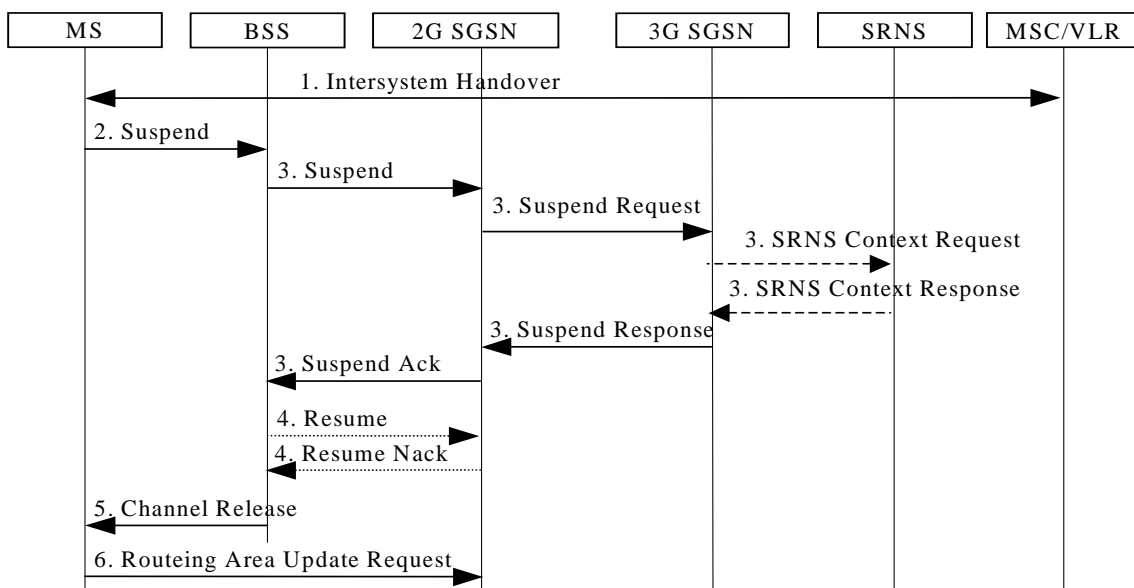 MS BSS 2G SGSN 3G SGSN SRNS MSC/VLR
1. Intersystem Handover
2. Suspend
3. Suspend
3. Suspend Request
3. SRNS Context Request
3. SRNS Context Response
3. Suspend Response
3. Suspend Ack
4. Resume
4. Resume Nack
5. Channel Release
6. Routeing Area Update Request